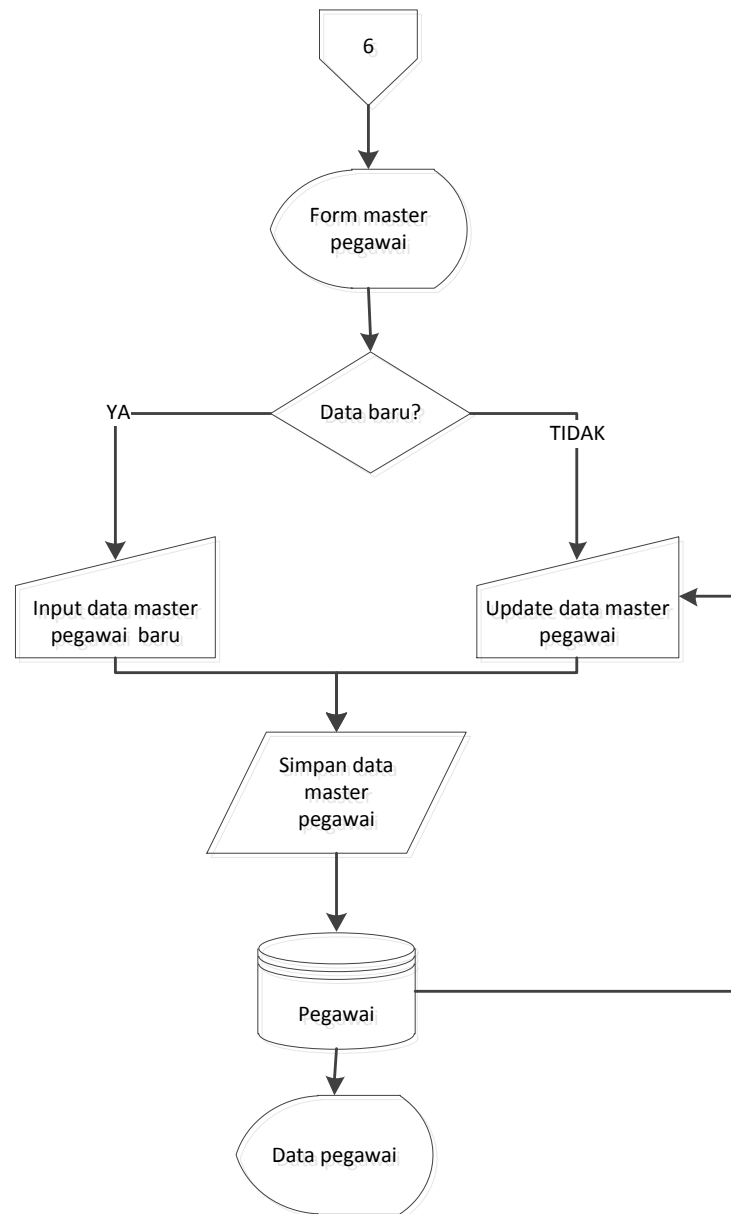 6
Form master
pegawai
Data baru?
YA
TIDAK
Input data master
pegawai baru
Update data master
pegawai
Simpan data
master
pegawai
Pegawai
Data pegawai